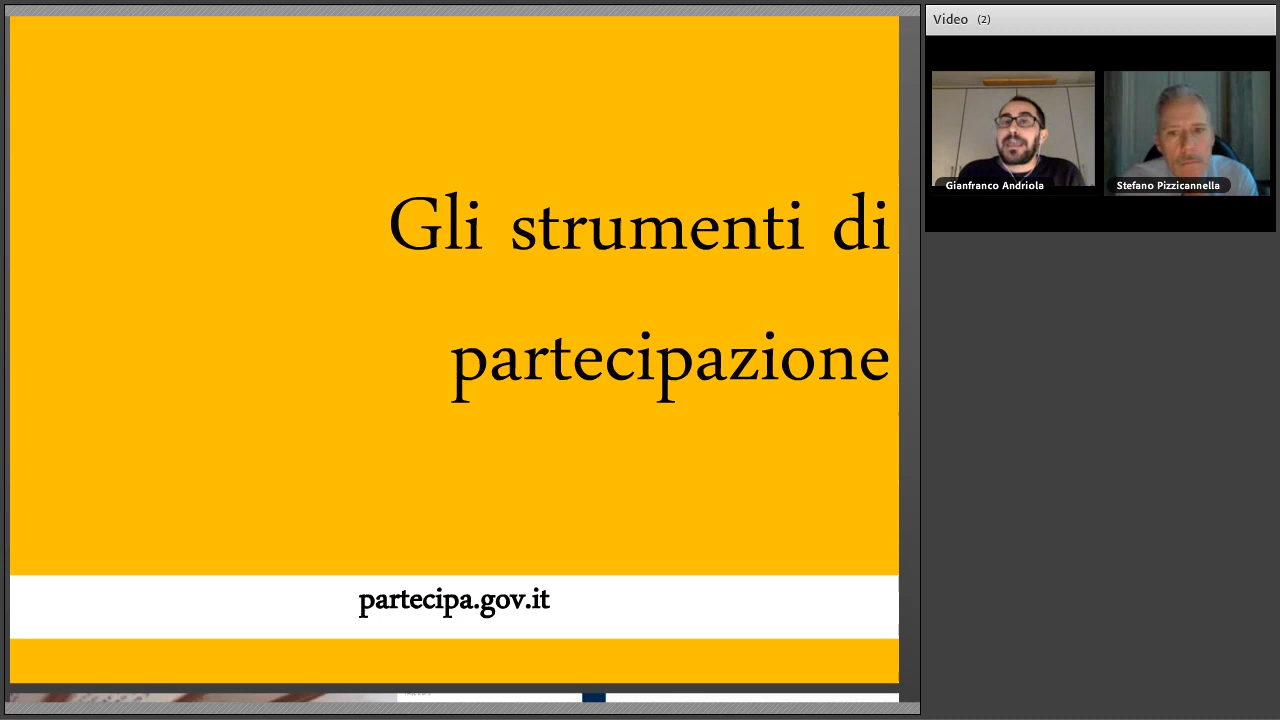 Gli strumenti di
partecipazione
partecipa.gov.it
Video (2)
Gianfranco Andriola
Stefano Pizzicannella